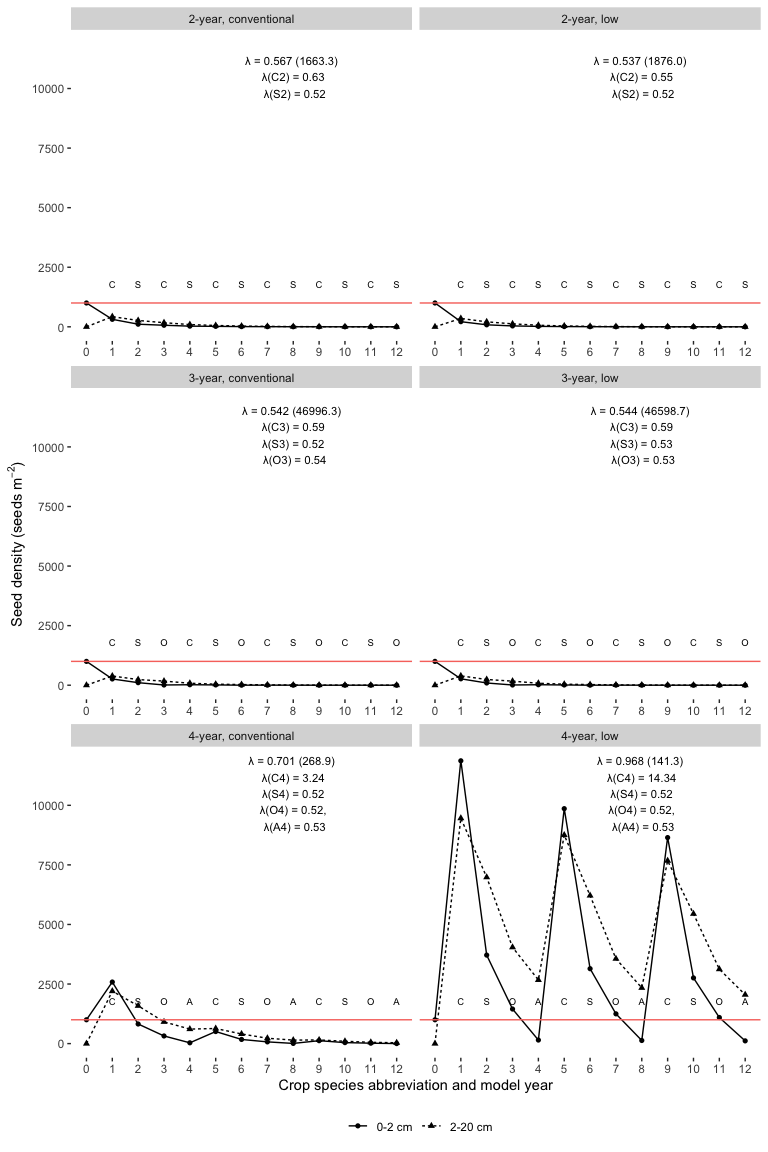 2-year, conventional
2-year, low
λ = 0.567 (1663.3)
λ(C2) = 0.63
λ(S2) = 0.52
λ = 0.537 (1876.0)
λ(C2) = 0.55
λ(S2) = 0.52
10000
7500
5000
2500
0
C S C S C S C S C S C S
C S C S C S C S C S C S
0 1 2 3 4 5 6 7 8 9 10 11 12
0 1 2 3 4 5 6 7 8 9 10 11 12
3-year, conventional
3-year, low
λ = 0.542 (46996.3)
λ(C3) = 0.59
λ(S3) = 0.52
λ(O3) = 0.54
λ = 0.544 (46598.7)
λ(C3) = 0.59
λ(S3) = 0.53
λ(O3) = 0.53
10000
7500
5000
2500
0
C S O C S O C S O C S O
C S O C S O C S O C S O
0 1 2 3 4 5 6 7 8 9 10 11 12
0 1 2 3 4 5 6 7 8 9 10 11 12
Seed density (seeds m⁻²)
4-year, conventional
4-year, low
λ = 0.701 (268.9)
λ(C4) = 3.24
λ(S4) = 0.52
λ(O4) = 0.52,
λ(A4) = 0.53
λ = 0.968 (141.3)
λ(C4) = 14.34
λ(S4) = 0.52
λ(O4) = 0.52,
λ(A4) = 0.53
10000
7500
5000
2500
0
C S O A C S O A C S O A
C S O A C S O A C S O A
0 1 2 3 4 5 6 7 8 9 10 11 12
0 1 2 3 4 5 6 7 8 9 10 11 12
Crop species abbreviation and model year
0-2 cm 2-20 cm